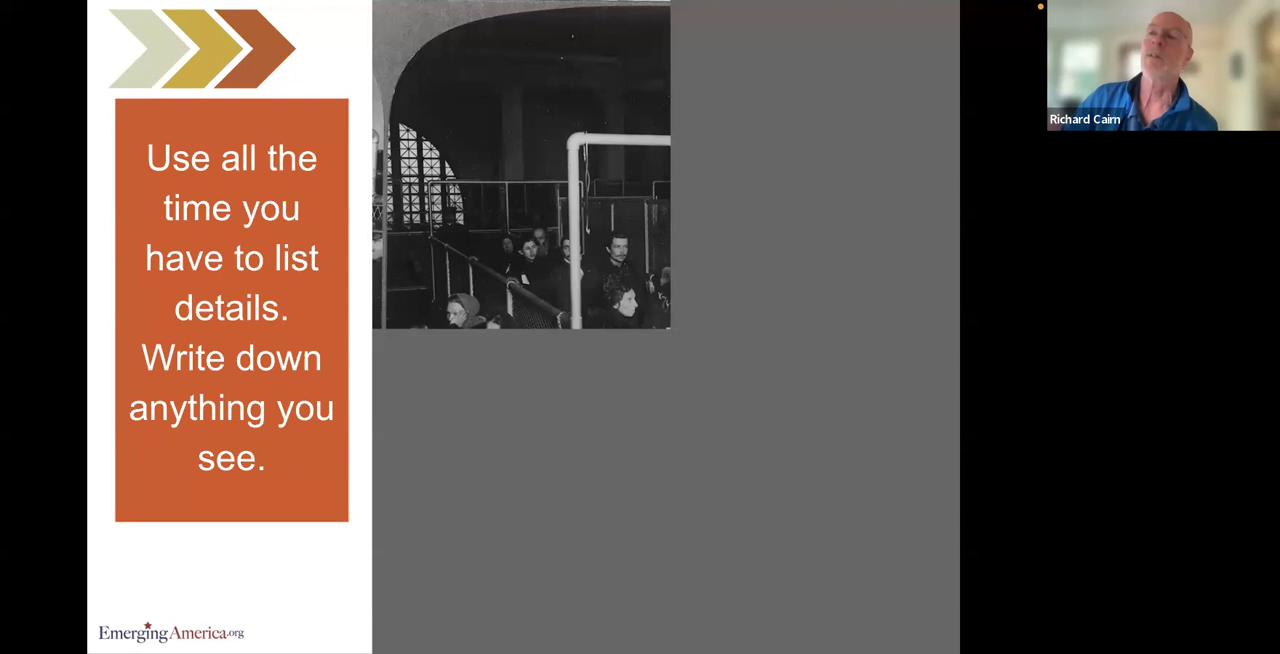 Use all the
time you
have to list
details.
Write down
anything you
see.
EmergingAmerica.org
Richard Cairn